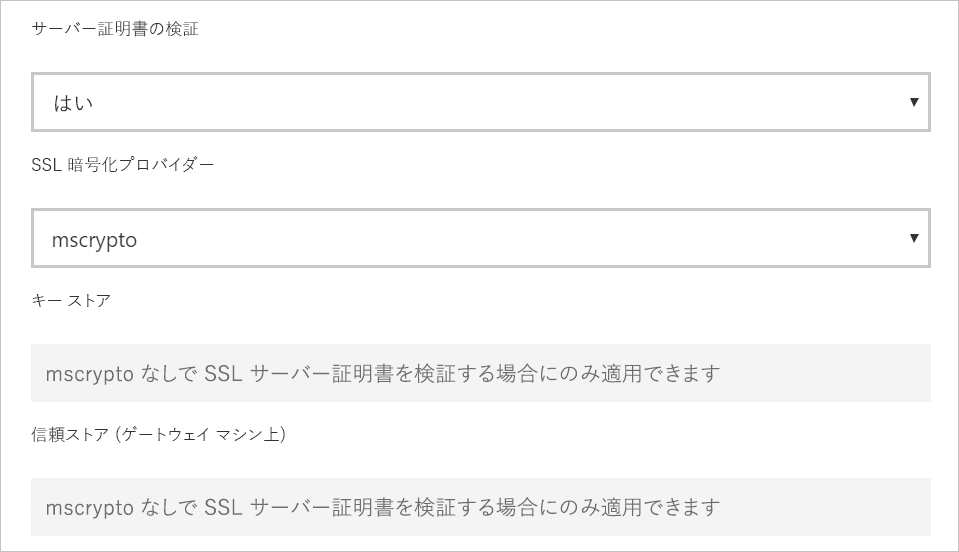 サーバー証明書の検証
はい
SSL 暗号化プロバイダー
mscrypto
キー ストア
mscrypto なしで SSL サーバー証明書を検証する場合にのみ適用できます
信頼ストア (ゲートウェイ マシン上)
mscrypto なしで SSL サーバー証明書を検証する場合にのみ適用できます